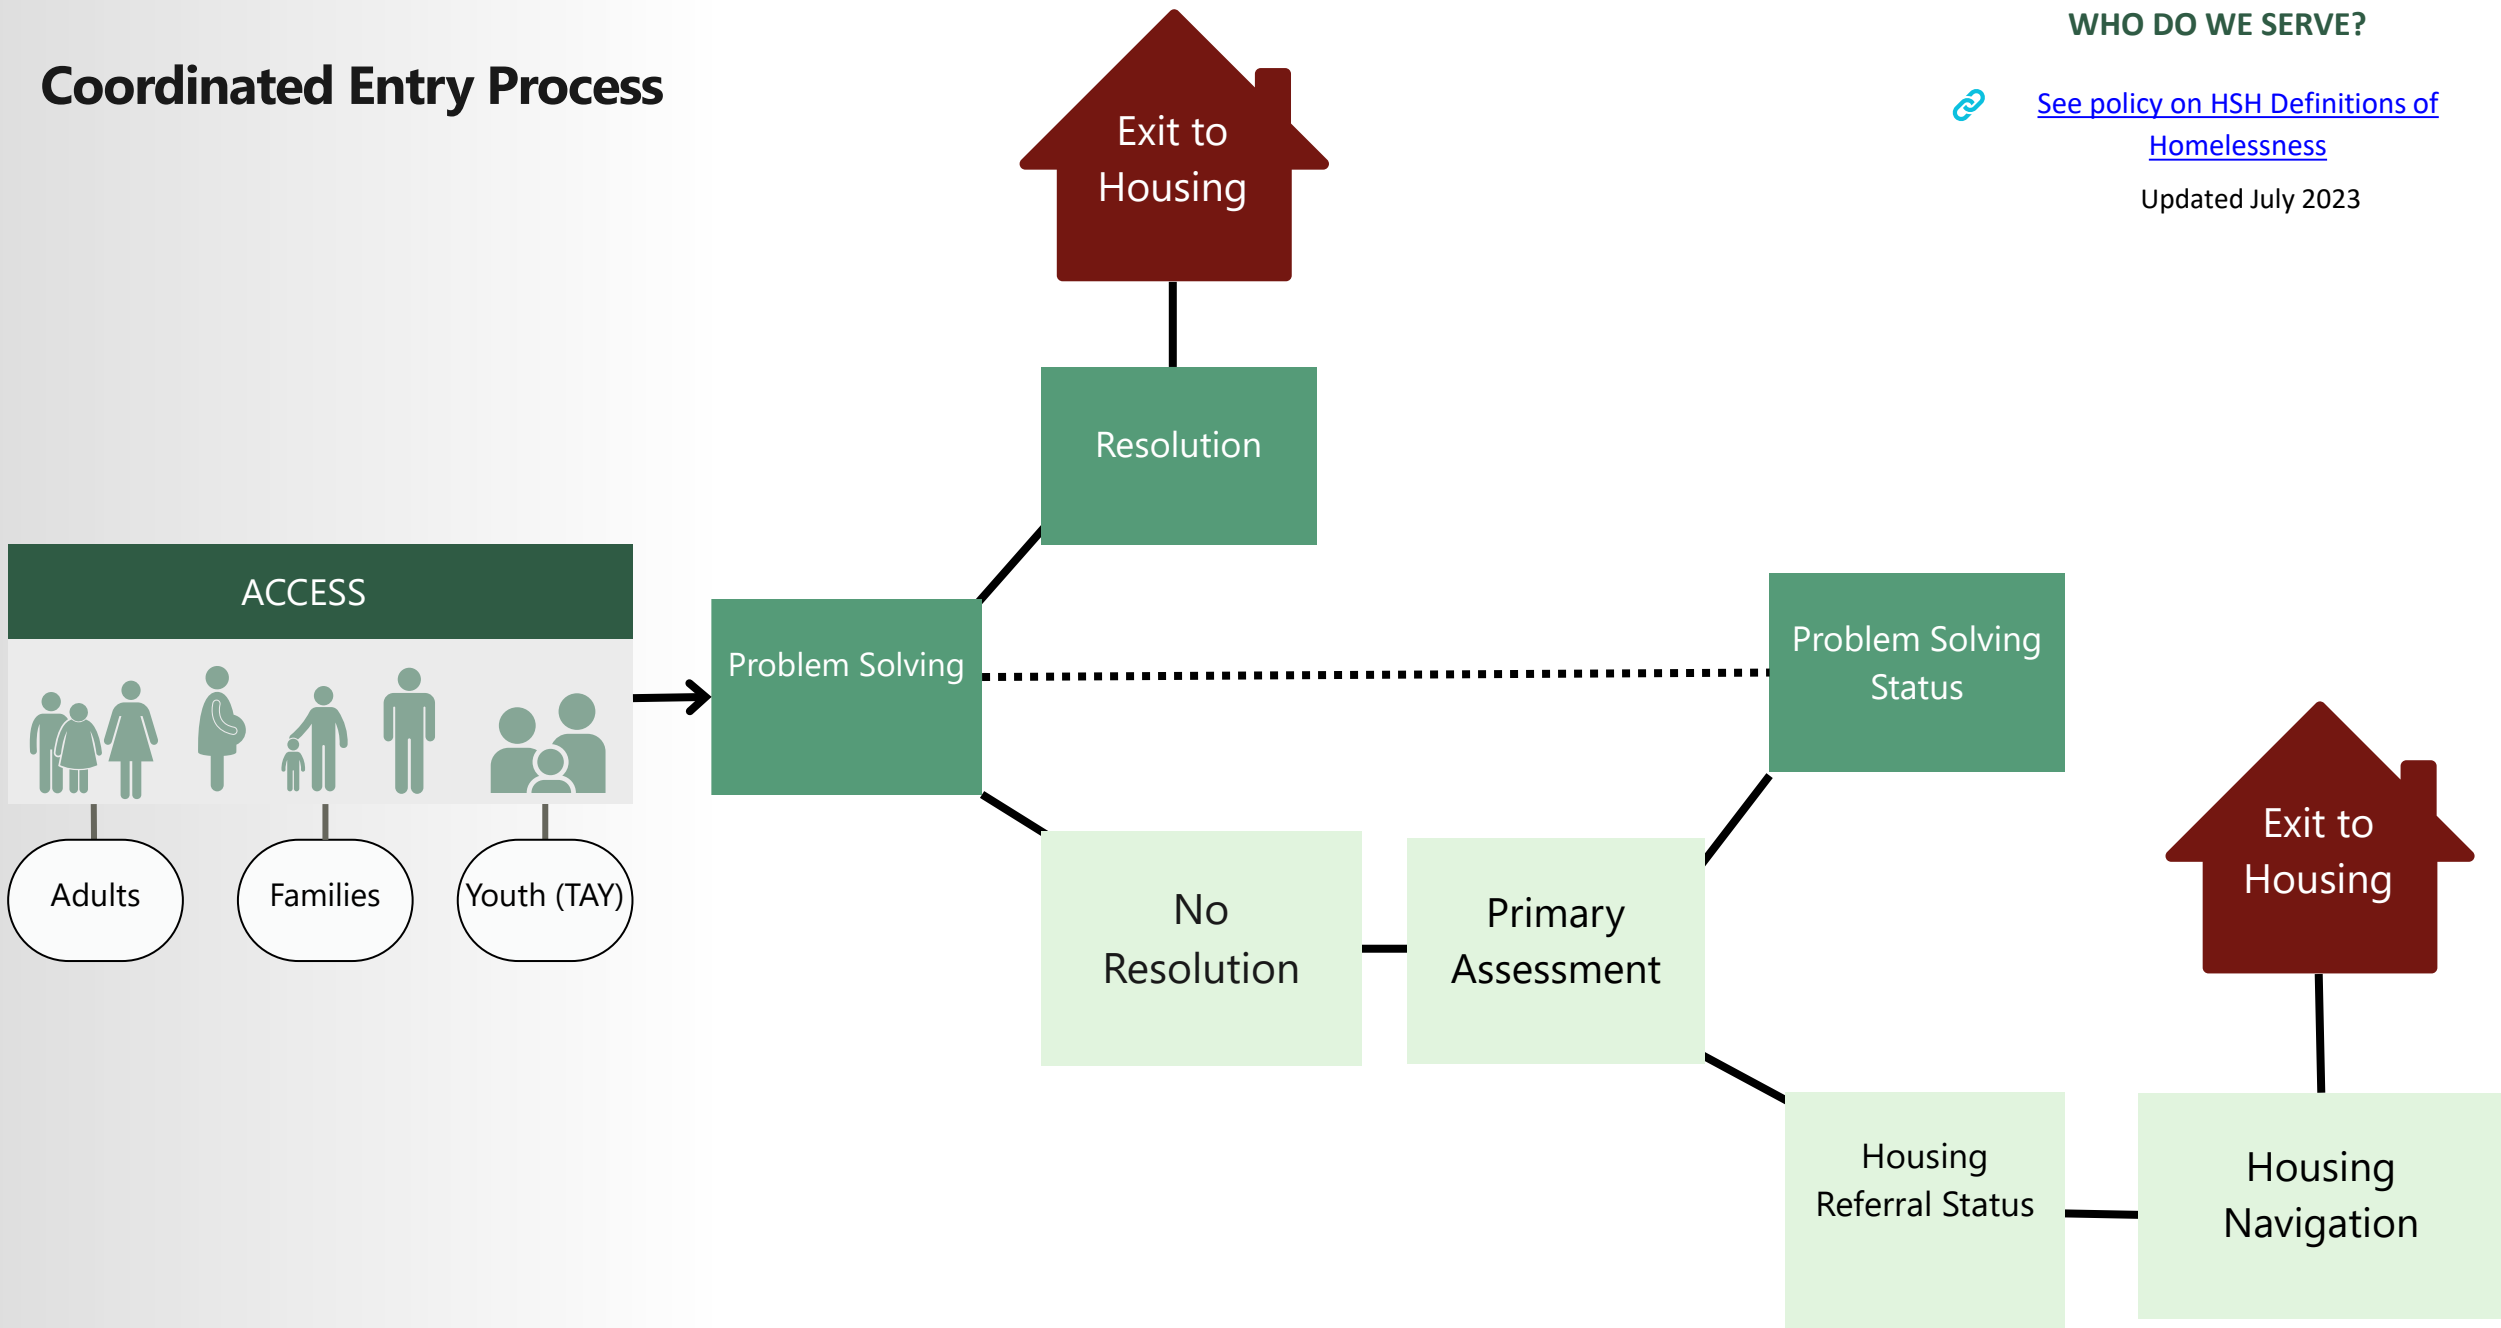 Coordinated Entry Process
WHO DO WE SERVE?
See policy on HSH Definitions of
Homelessness
Updated July 2023
Exit to
Housing
Resolution
ACCESS
Adults
Families
Youth (TAY)
Problem Solving
Problem Solving
Status
No
Resolution
Primary
Assessment
Exit to
Housing
Housing
Referral Status
Housing
Navigation